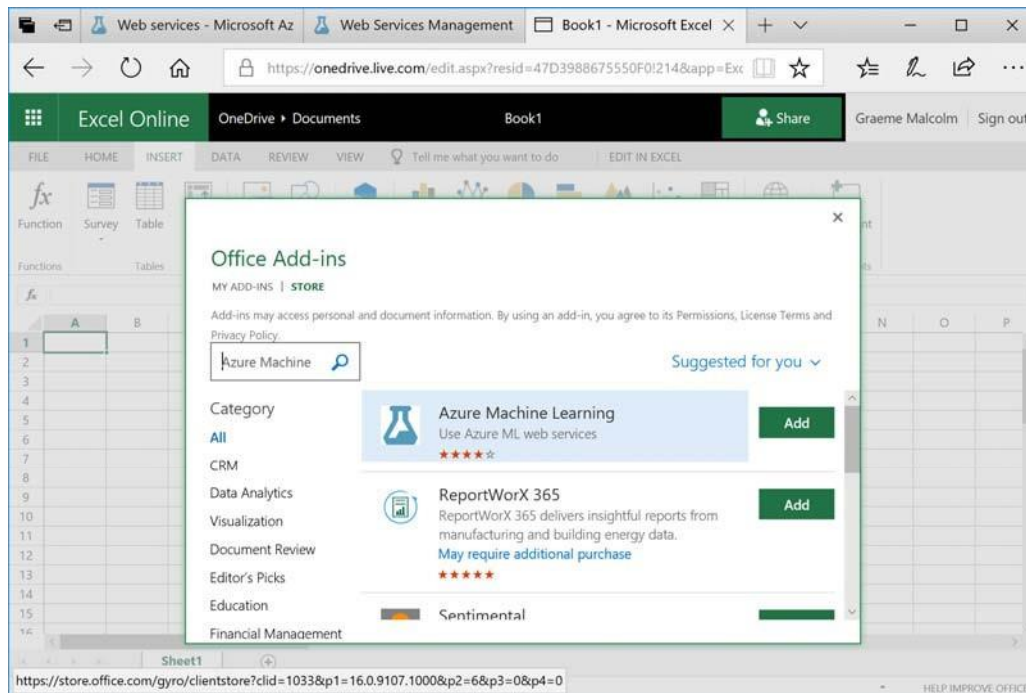 Web services - Microsoft Az
Web Services Management
Book1 - Microsoft Excel
https://onedrive.live.com/edit.aspx?resid=47D3988675550F0!214&app=Exc
Excel Online
OneDrive ▸ Documents
Book1
Share
Graeme Malcolm
Sign out
FILE HOME INSERT DATA REVIEW VIEW Tell me what you want to do EDIT IN EXCEL
fx
Function Survey Table
Functions Tables
Office Add-ins
MY ADD-INS | STORE
Add-ins may access personal and document information. By using an add-in, you agree to its Permissions, License Terms and
Privacy Policy.
Azure Machine
Suggested for you
Category
All
CRM
Data Analytics
Visualization
Document Review
Editor's Picks
Education
Financial Management
Azure Machine Learning
Use Azure ML web services
Add
ReportWorX 365
ReportWorX 365 delivers insightful reports from
manufacturing and building energy data.
May require additional purchase
Add
Sentimental
fx
A B N O P
1
2
3
4
5
6
7
8
9
10
11
12
13
14
15
16
Sheet1
https://store.office.com/gyro/clientstore?clid=1033&p1=16.0.9107.1000&p2=6&p3=0&p4=0
HELP IMPROVE OFFICE